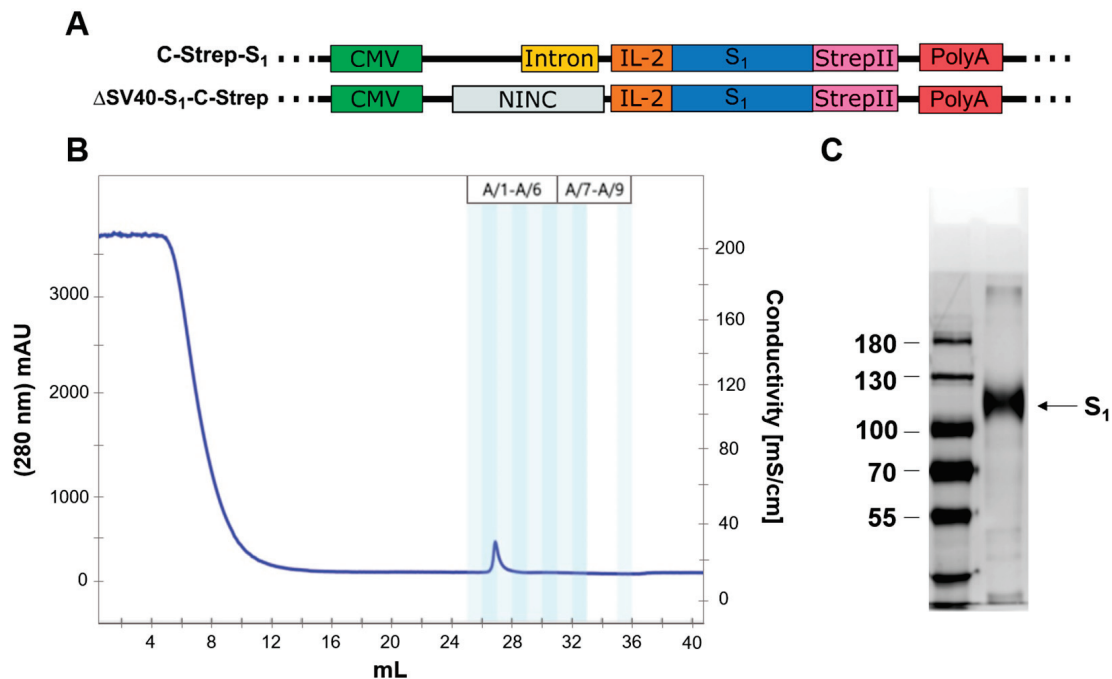 A
C-Strep-S₁ CMV Intron IL-2 S₁ StrepII PolyA
ΔSV40-S₁-C-Strep CMV NINC IL-2 S₁ StrepII PolyA
B
A/1-A/6 A/7-A/9
(280 nm) mAU
3000
2000
1000
0
200
160
120
80
40
0
Conductivity [mS/cm]
4 8 12 16 20 24 28 32 36 40
mL
C
180
130
100
70
55
S₁